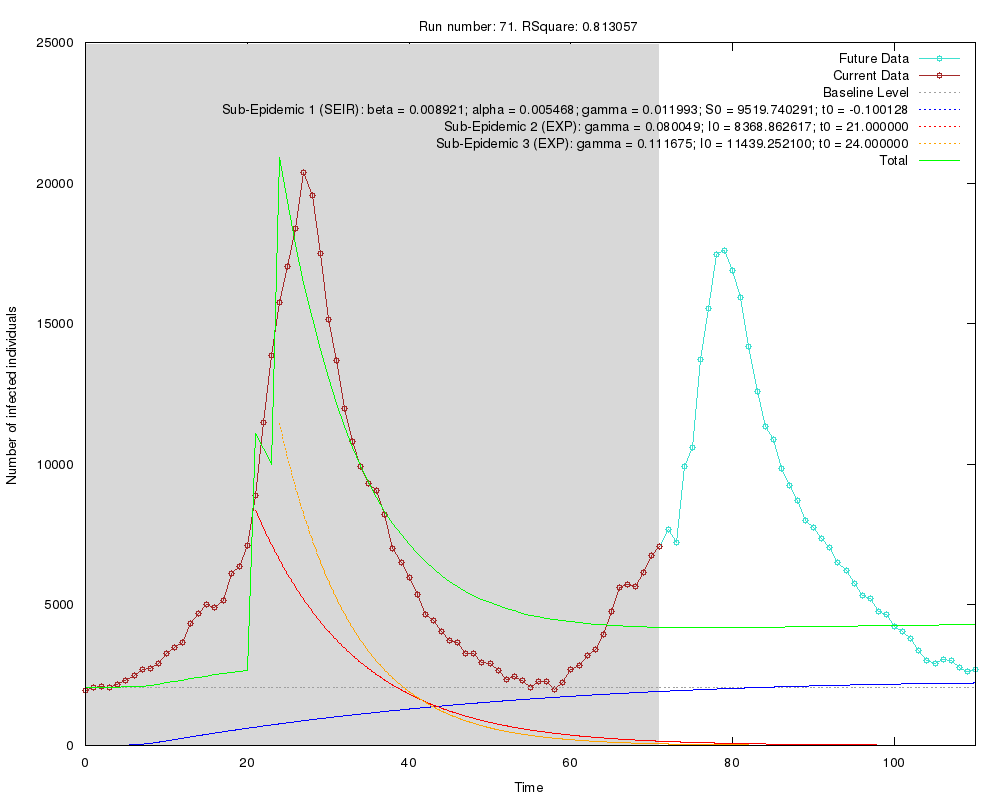 Run number: 71. RSquare: 0.813057
25000
20000
15000
10000
5000
0
Number of infected individuals
Future Data
Current Data
Baseline Level
Sub-Epidemic 1 (SEIR): beta = 0.008921; alpha = 0.005468; gamma = 0.011993; S0 = 9519.740291; t0 = -0.100128
Sub-Epidemic 2 (EXP): gamma = 0.080049; I0 = 8368.862617; t0 = 21.000000
Sub-Epidemic 3 (EXP): gamma = 0.111675; I0 = 11439.252100; t0 = 24.000000
Total
0 20 40 60 80 100
Time